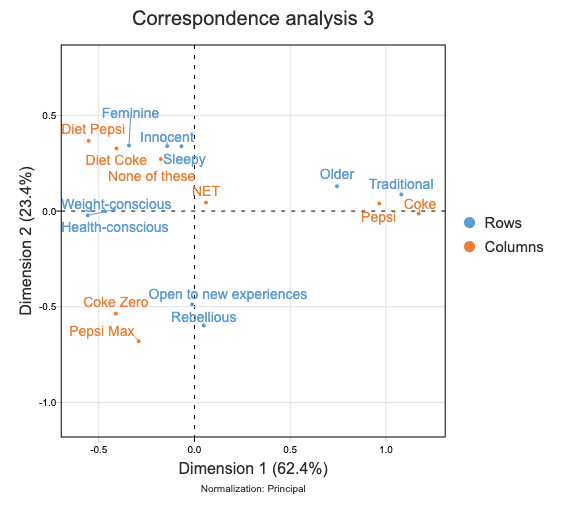 Correspondence analysis 3
Feminine
Diet Pepsi
Innocent
Diet Coke
Sleepy
None of these
NET
Older
Traditional
Weight-conscious
Coke
Pepsi
Health-conscious
Open to new experiences
Coke Zero
Rebellious
Pepsi Max
0.5
0.0
-0.5
-1.0
Dimension 2 (23.4%)
-0.5 0.0 0.5 1.0
Dimension 1 (62.4%)
Normalization: Principal
Rows
Columns